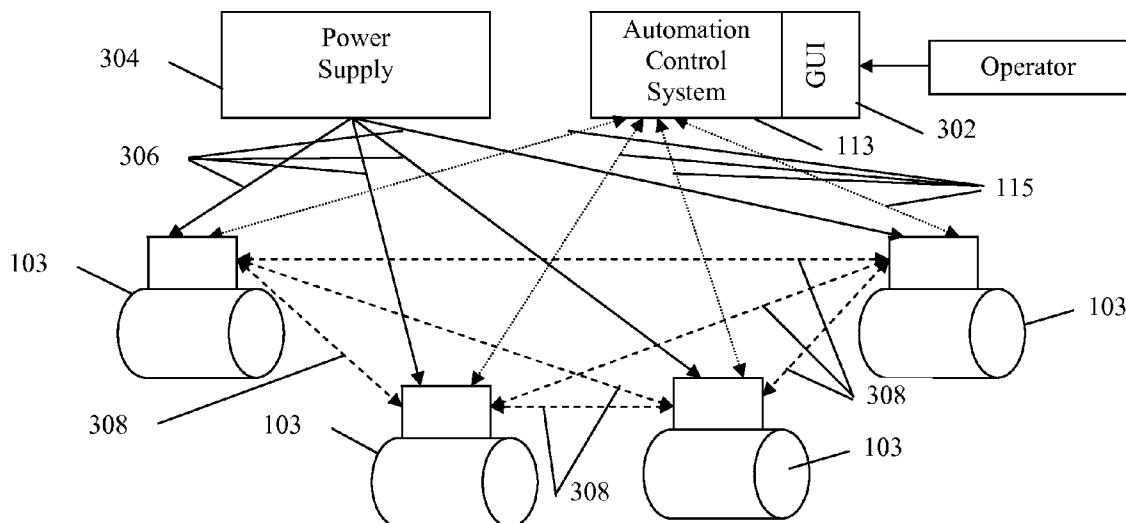 Power
Supply
Automation
Control
System
GUI
Operator
304
302
113
306
115
103
103
308
308
103
103
308